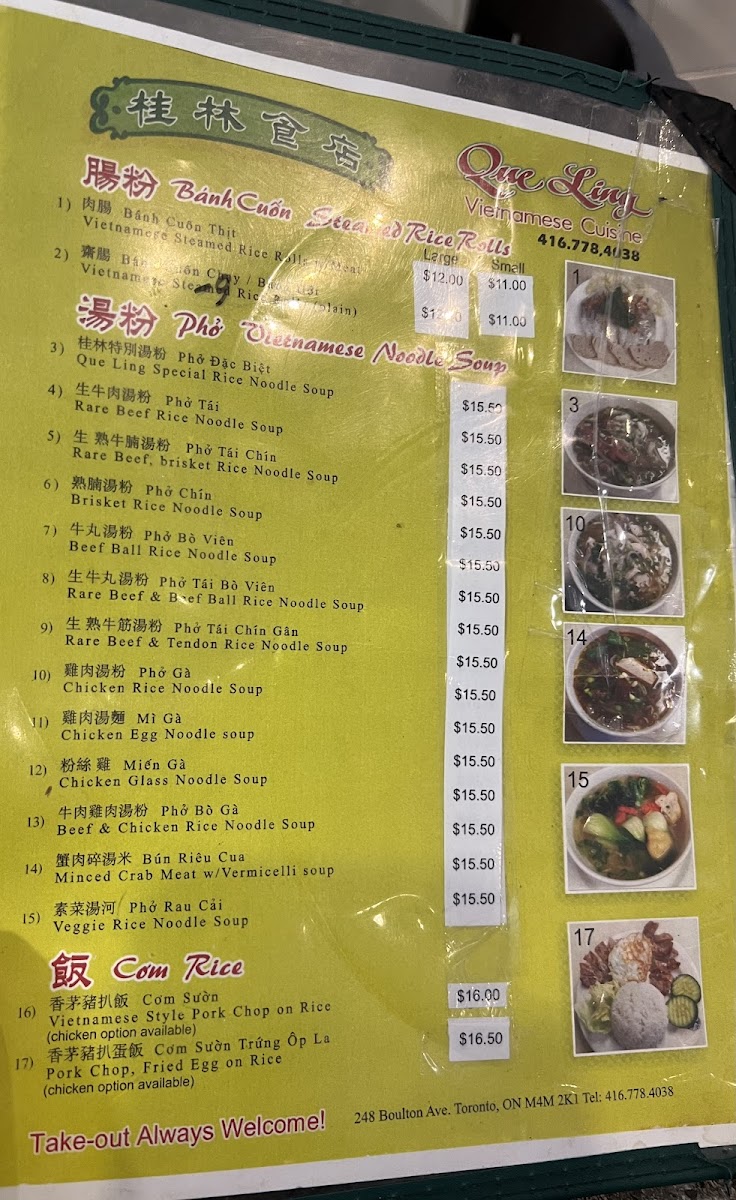 桂林食店
Que Ling
Vietnamese Cuisine
416.778.4038
腸粉 Bánh Cuốn Steamed Rice Rolls
Large Small
1) 肉腸 Bánh Cuốn Thịt
Vietnamese Steamed Rice Rolls w/Meat
$12.00 $11.00
2) 齋腸 Bánh Cuốn Chay /
Vietnamese Steamed Rice (plain)
$11.00
湯粉 Phở Vietnamese Noodle Soup
3) 桂林特別湯粉 Phở Đặc Biệt
Que Ling Special Rice Noodle Soup
$15.50
4) 生牛肉湯粉 Phở Tái
Rare Beef Rice Noodle Soup
$15.50
5) 生 熟牛腩湯粉 Phở Tái Chín
Rare Beef, brisket Rice Noodle Soup
$15.50
6) 熟腩湯粉 Phở Chín
Brisket Rice Noodle Soup
$15.50
7) 牛丸湯粉 Phở Bò Viên
Beef Ball Rice Noodle Soup
$15.50
$15.50
8) 生牛丸湯粉 Phở Tái Bò Viên
Rare Beef & Beef Ball Rice Noodle Soup
$15.50
9) 生 熟牛筋湯粉 Phở Tái Chín Gân
Rare Beef & Tendon Rice Noodle Soup
$15.50
$15.50
10) 雞肉湯粉 Phở Gà
Chicken Rice Noodle Soup
$15.50
11) 雞肉湯麵 Mì Gà
Chicken Egg Noodle soup
$15.50
12) 粉絲 雞 Miến Gà
Chicken Glass Noodle Soup
$15.50
$15.50
13) 牛肉雞肉湯粉 Phở Bò Gà
Beef & Chicken Rice Noodle Soup
$15.50
14) 蟹肉碎湯米 Bún Riêu Cua
Minced Crab Meat w/Vermicelli soup
$15.50
15) 素菜湯河 Phở Rau Cải
Veggie Rice Noodle Soup
$15.50
飯 Cơm Rice
16) 香茅豬扒飯 Cơm Sườn
Vietnamese Style Pork Chop on Rice
(chicken option available)
$16.00
17) 香茅豬扒蛋飯 Cơm Sườn Trứng Ốp La
Pork Chop, Fried Egg on Rice
(chicken option available)
$16.50
1
3
10
14
15
17
Take-out Always Welcome!
248 Boulton Ave. Toronto, ON M4M 2K1 Tel: 416.778.4038